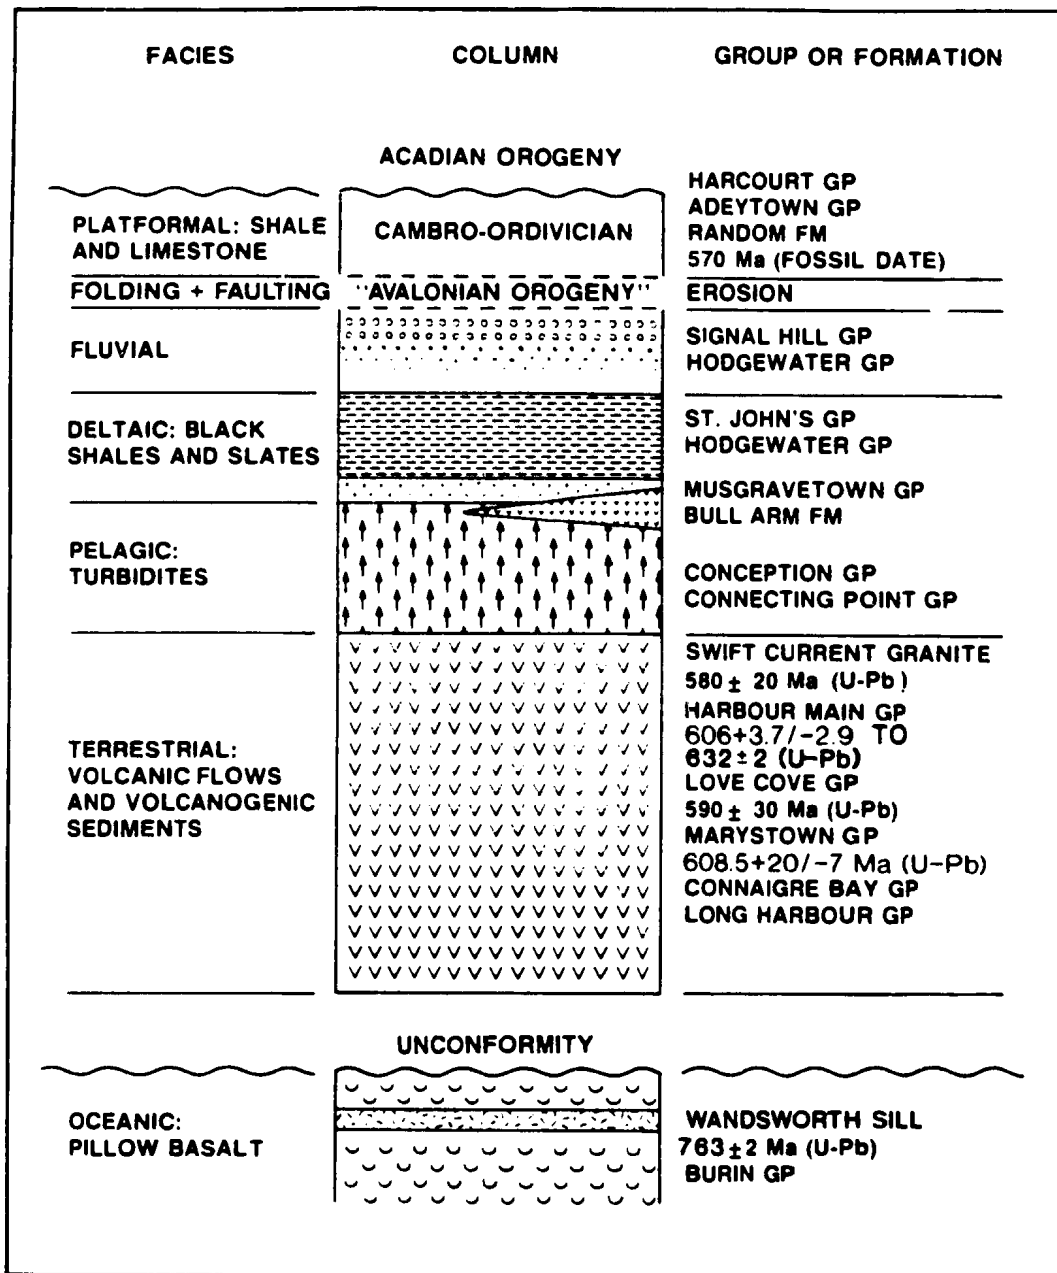 FACIES
COLUMN
GROUP OR FORMATION
ACADIAN OROGENY
PLATFORMAL: SHALE
AND LIMESTONE
CAMBRO-ORDIVICIAN
HARCOURT GP
ADEYTOWN GP
RANDOM FM
570 Ma (FOSSIL DATE)
FOLDING + FAULTING
"AVALONIAN OROGENY"
EROSION
FLUVIAL
SIGNAL HILL GP
HODGEWATER GP
DELTAIC: BLACK
SHALES AND SLATES
ST. JOHN'S GP
HODGEWATER GP
MUSGRAVETOWN GP
BULL ARM FM
PELAGIC:
TURBIDITES
CONCEPTION GP
CONNECTING POINT GP
TERRESTRIAL:
VOLCANIC FLOWS
AND VOLCANOGENIC
SEDIMENTS
SWIFT CURRENT GRANITE
580 ± 20 Ma (U-Pb)
HARBOUR MAIN GP
606+3.7/-2.9 TO
632±2 (U-Pb)
LOVE COVE GP
590 ± 30 Ma (U-Pb)
MARYSTOWN GP
608.5+20/-7 Ma (U-Pb)
CONNAIGRE BAY GP
LONG HARBOUR GP
UNCONFORMITY
OCEANIC:
PILLOW BASALT
WANDSWORTH SILL
763±2 Ma (U-Pb)
BURIN GP